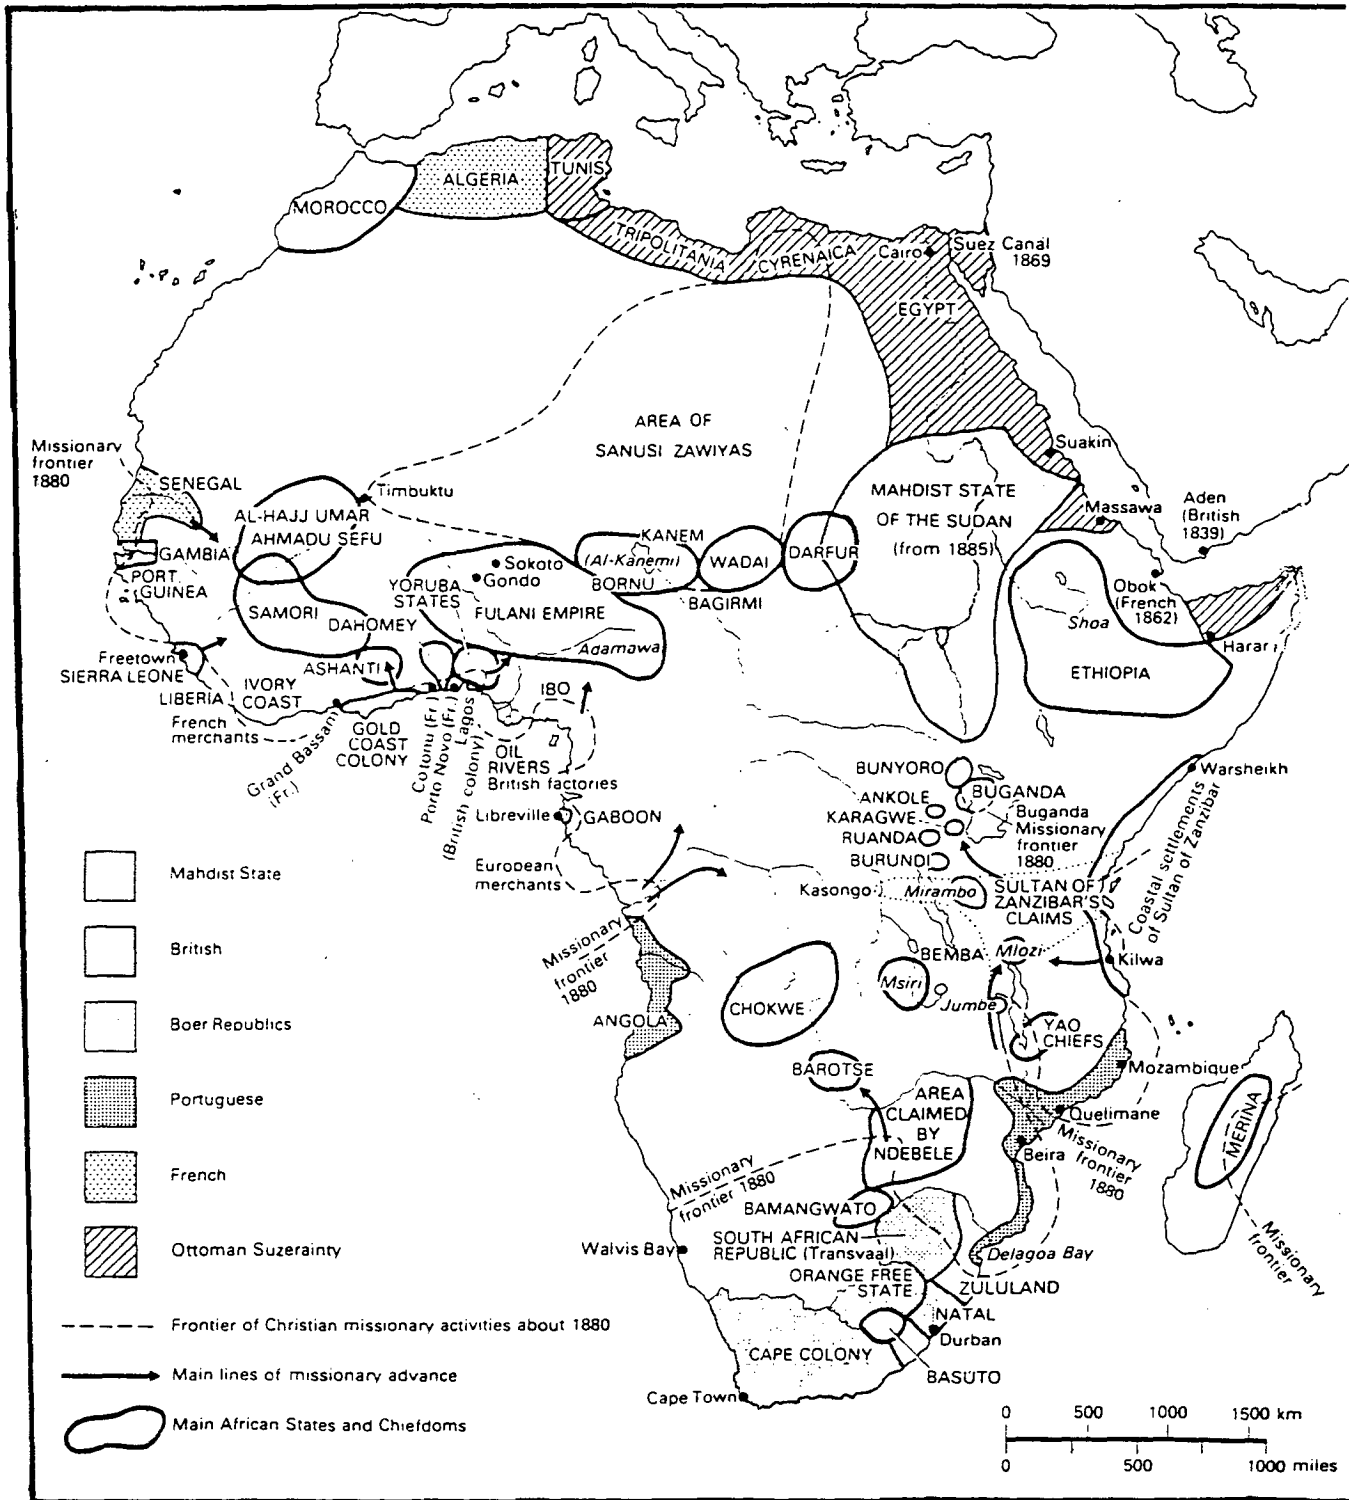 ALGERIA
TUNIS
MOROCCO
TRIPOLITANIA
CYRENAICA
Cairo
Suez Canal
1869
EGYPT
AREA OF
SANUSI ZAWIYAS
Missionary
frontier
1880
SENEGAL
Timbuktu
Suakin
AL-HAJJ UMAR
AHMADU SEFU
MAHDIST STATE
OF THE SUDAN
(from 1885)
Massawa
Aden
(British
1839)
GAMBIA
PORT.
GUINEA
KANEM
(Al-Kanemi)
BORNU
WADAI
DARFUR
BAGIRMI
Sokoto
Gondo
YORUBA
STATES
FULANI EMPIRE
Adamawa
SAMORI
DAHOMEY
Obok
(French
1862)
Shoa
Harar
ETHIOPIA
Freetown
SIERRA LEONE
ASHANTI
LIBERIA
IVORY
COAST
French
merchants
Grand Bassam
(Fr.)
GOLD
COAST
COLONY
Cotonu (Fr.)
Porto Novo (Fr.)
Lagos
(British colony)
IBO
OIL
RIVERS
British factories
Warsheikh
BUNYORO
BUGANDA
ANKOLE
KARAGWE
RUANDA
BURUNDI
Buganda
Missionary
frontier
1880
Libreville
GABOON
European
merchants
Kasongo
Mirambo
SULTAN OF
ZANZIBAR'S
CLAIMS
Coastal settlements
of Sultan of Zanzibar
Missionary
frontier
1880
BEMBA
Mlozi
Kilwa
Msiri
Jumbe
CHOKWE
ANGOLA
YAO
CHIEFS
BAROTSE
Mozambique
AREA
CLAIMED
BY
NDEBELE
Quelimane
MERINA
Beira
Missionary
frontier
1880
Missionary
frontier 1880
BAMANGWATO
Missionary
frontier
SOUTH AFRICAN
REPUBLIC (Transvaal)
Walvis Bay
Delagoa Bay
ORANGE FREE
STATE
ZULULAND
NATAL
Durban
CAPE COLONY
BASUTO
Cape Town
Mahdist State
British
Boer Republics
Portuguese
French
Ottoman Suzerainty
Frontier of Christian missionary activities about 1880
Main lines of missionary advance
Main African States and Chiefdoms
0 500 1000 1500 km
0 500 1000 miles